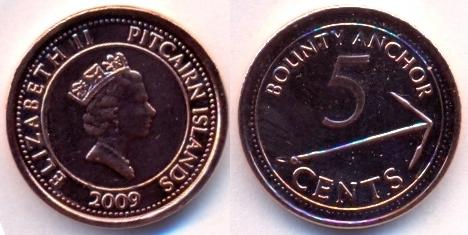 ELIZABETH II PITCAIRN ISLANDS
2009
BOUNTY ANCHOR
5
CENTS